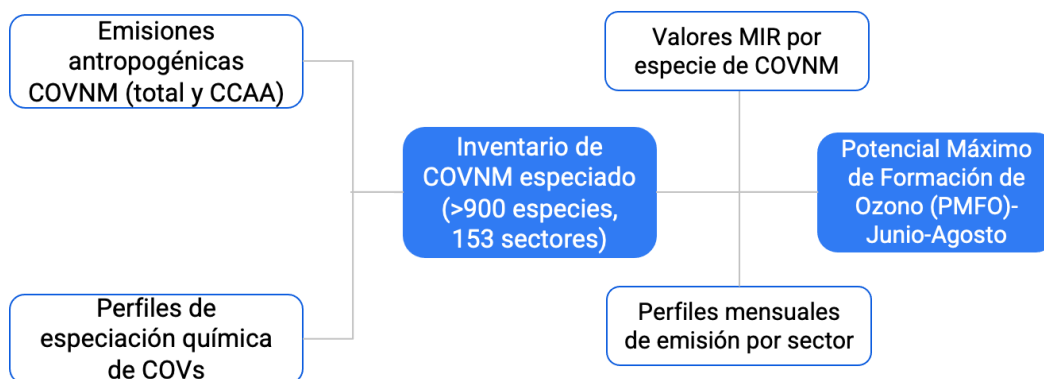 Emisiones
antropogénicas
COVNM (total y CCAA)
Perfiles de
especiación química
de COVs
Inventario de
COVNM especiado
(>900 especies,
153 sectores)
Valores MIR por
especie de COVNM
Perfiles mensuales
de emisión por sector
Potencial Máximo
de Formación de
Ozono (PMFO)-
Junio-Agosto